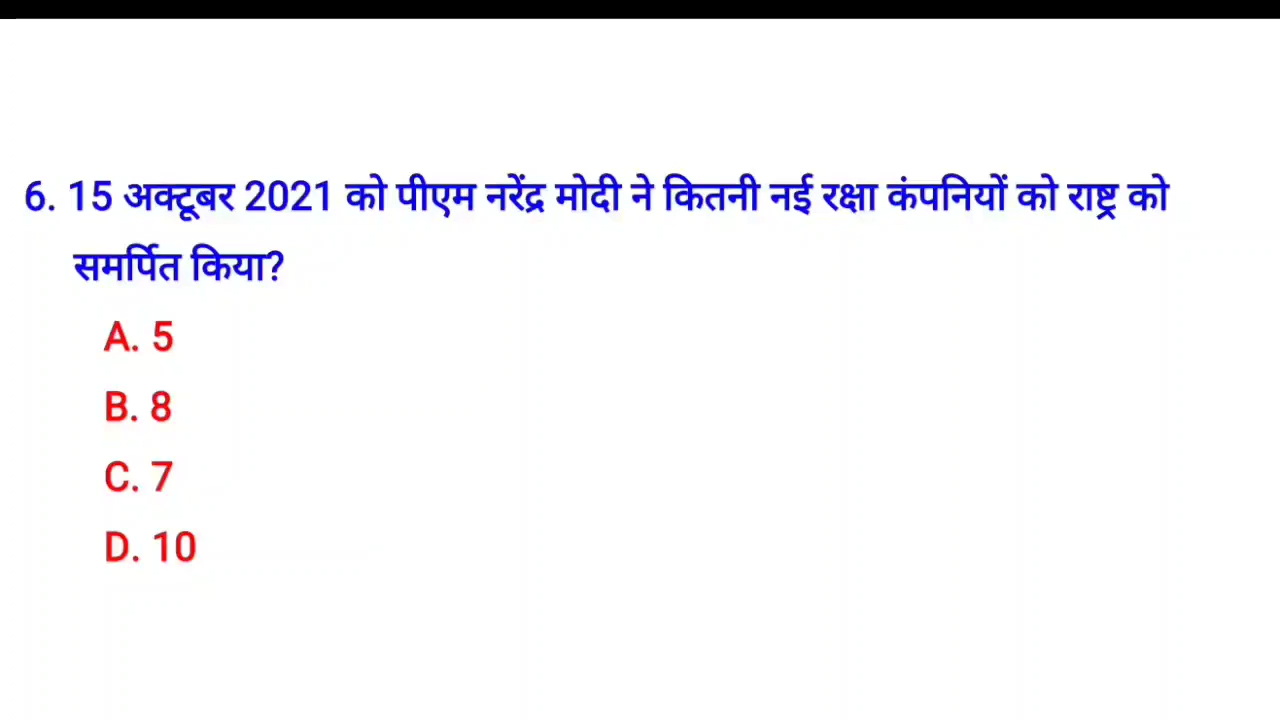 6. 15 अक्टूबर 2021 को पीएम नरेंद्र मोदी ने कितनी नई रक्षा कंपनियों को राष्ट्र को
समर्पित किया?
A. 5
B. 8
C. 7
D. 10